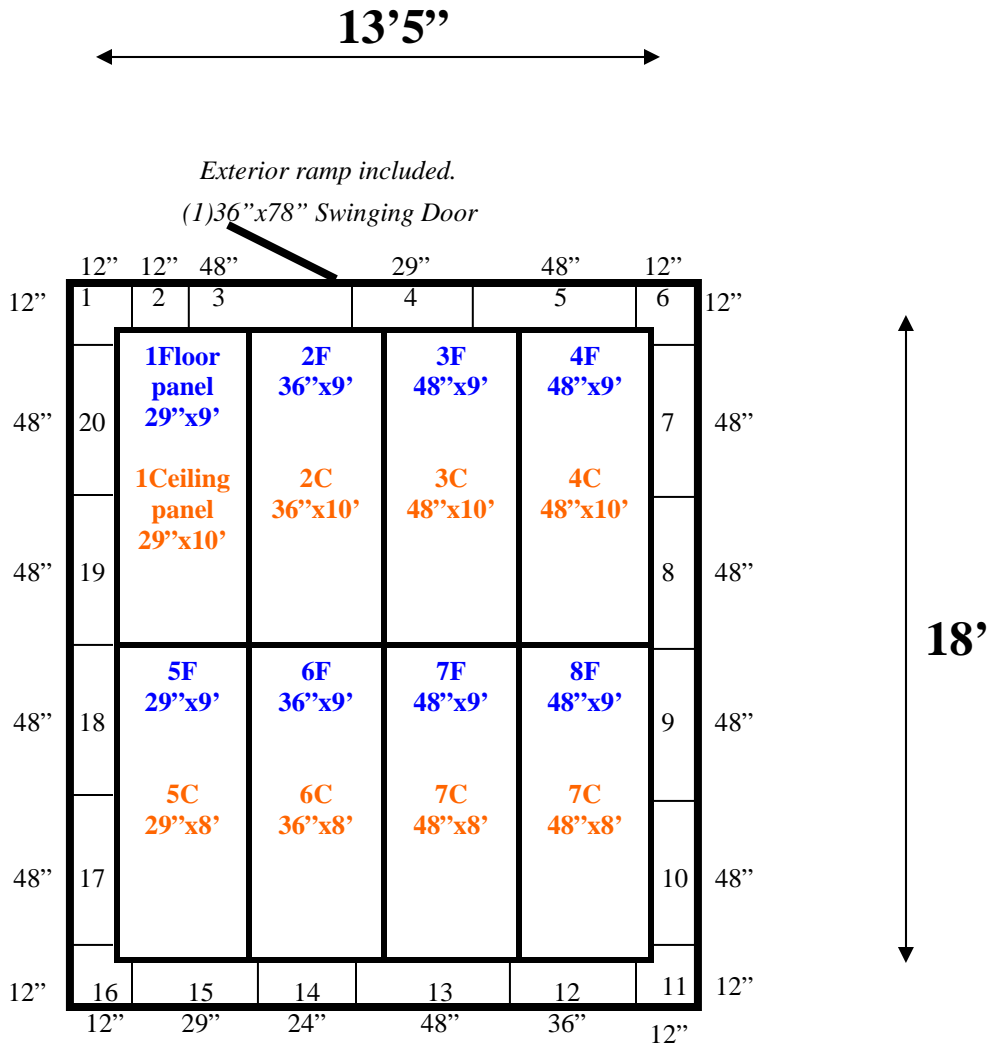 13’5”
Exterior ramp included.
(1)36”x78” Swinging Door
12” 12” 48” 29” 48” 12”
12” 1 2 3 4 5 6 12”
1Floor panel 29”x9’
2F 36”x9’
3F 48”x9’
4F 48”x9’
48” 20 7 48”
1Ceiling panel 29”x10’
2C 36”x10’
3C 48”x10’
4C 48”x10’
48” 19 8 48”
18’
5F 29”x9’
6F 36”x9’
7F 48”x9’
8F 48”x9’
48” 18 9 48”
5C 29”x8’
6C 36”x8’
7C 48”x8’
7C 48”x8’
48” 17 10 48”
12” 16 15 14 13 12 11 12”
12” 29” 24” 48” 36” 12”